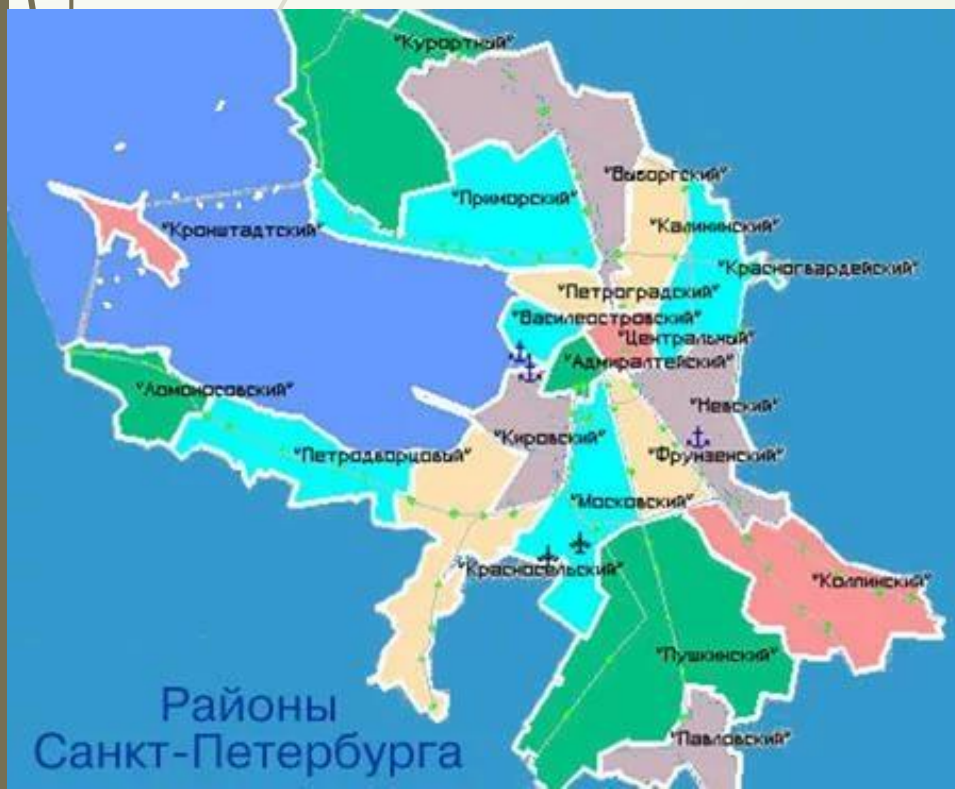 "Курортный"
"Выборгский"
"Приморский"
"Калининский"
"Кронштадтский"
"Красногвардейский"
"Петроградский"
"Василеостровский"
"Центральный"
"Адмиралтейский"
"Ломоносовский"
"Невский"
"Кировский"
"Петродворцовый"
"Фрунзенский"
"Московский"
"Красносельский"
"Колпинский"
"Пушкинский"
"Павловский"
Районы
Санкт-Петербурга